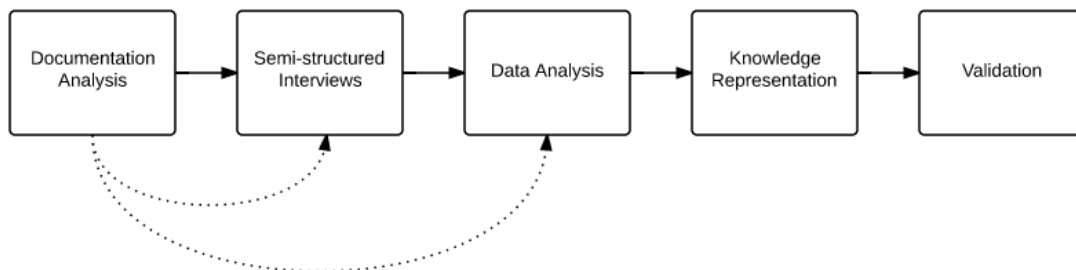 Documentation
Analysis
Semi-structured
Interviews
Data Analysis
Knowledge
Representation
Validation